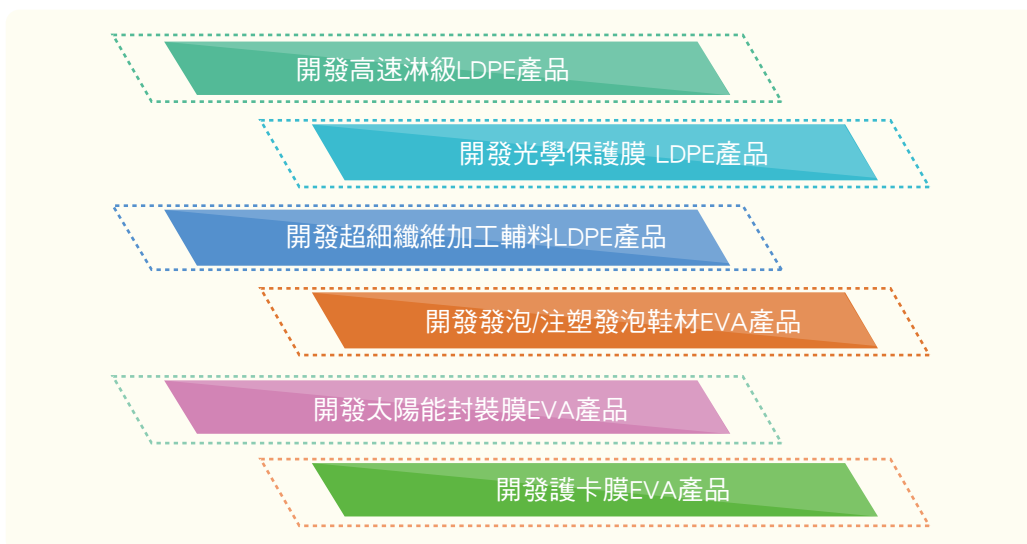 開發高速淋級LDPE產品
開發光學保護膜 LDPE產品
開發超細纖維加工輔料LDPE產品
開發發泡/注塑發泡鞋材EVA產品
開發太陽能封裝膜EVA產品
開發護卡膜EVA產品